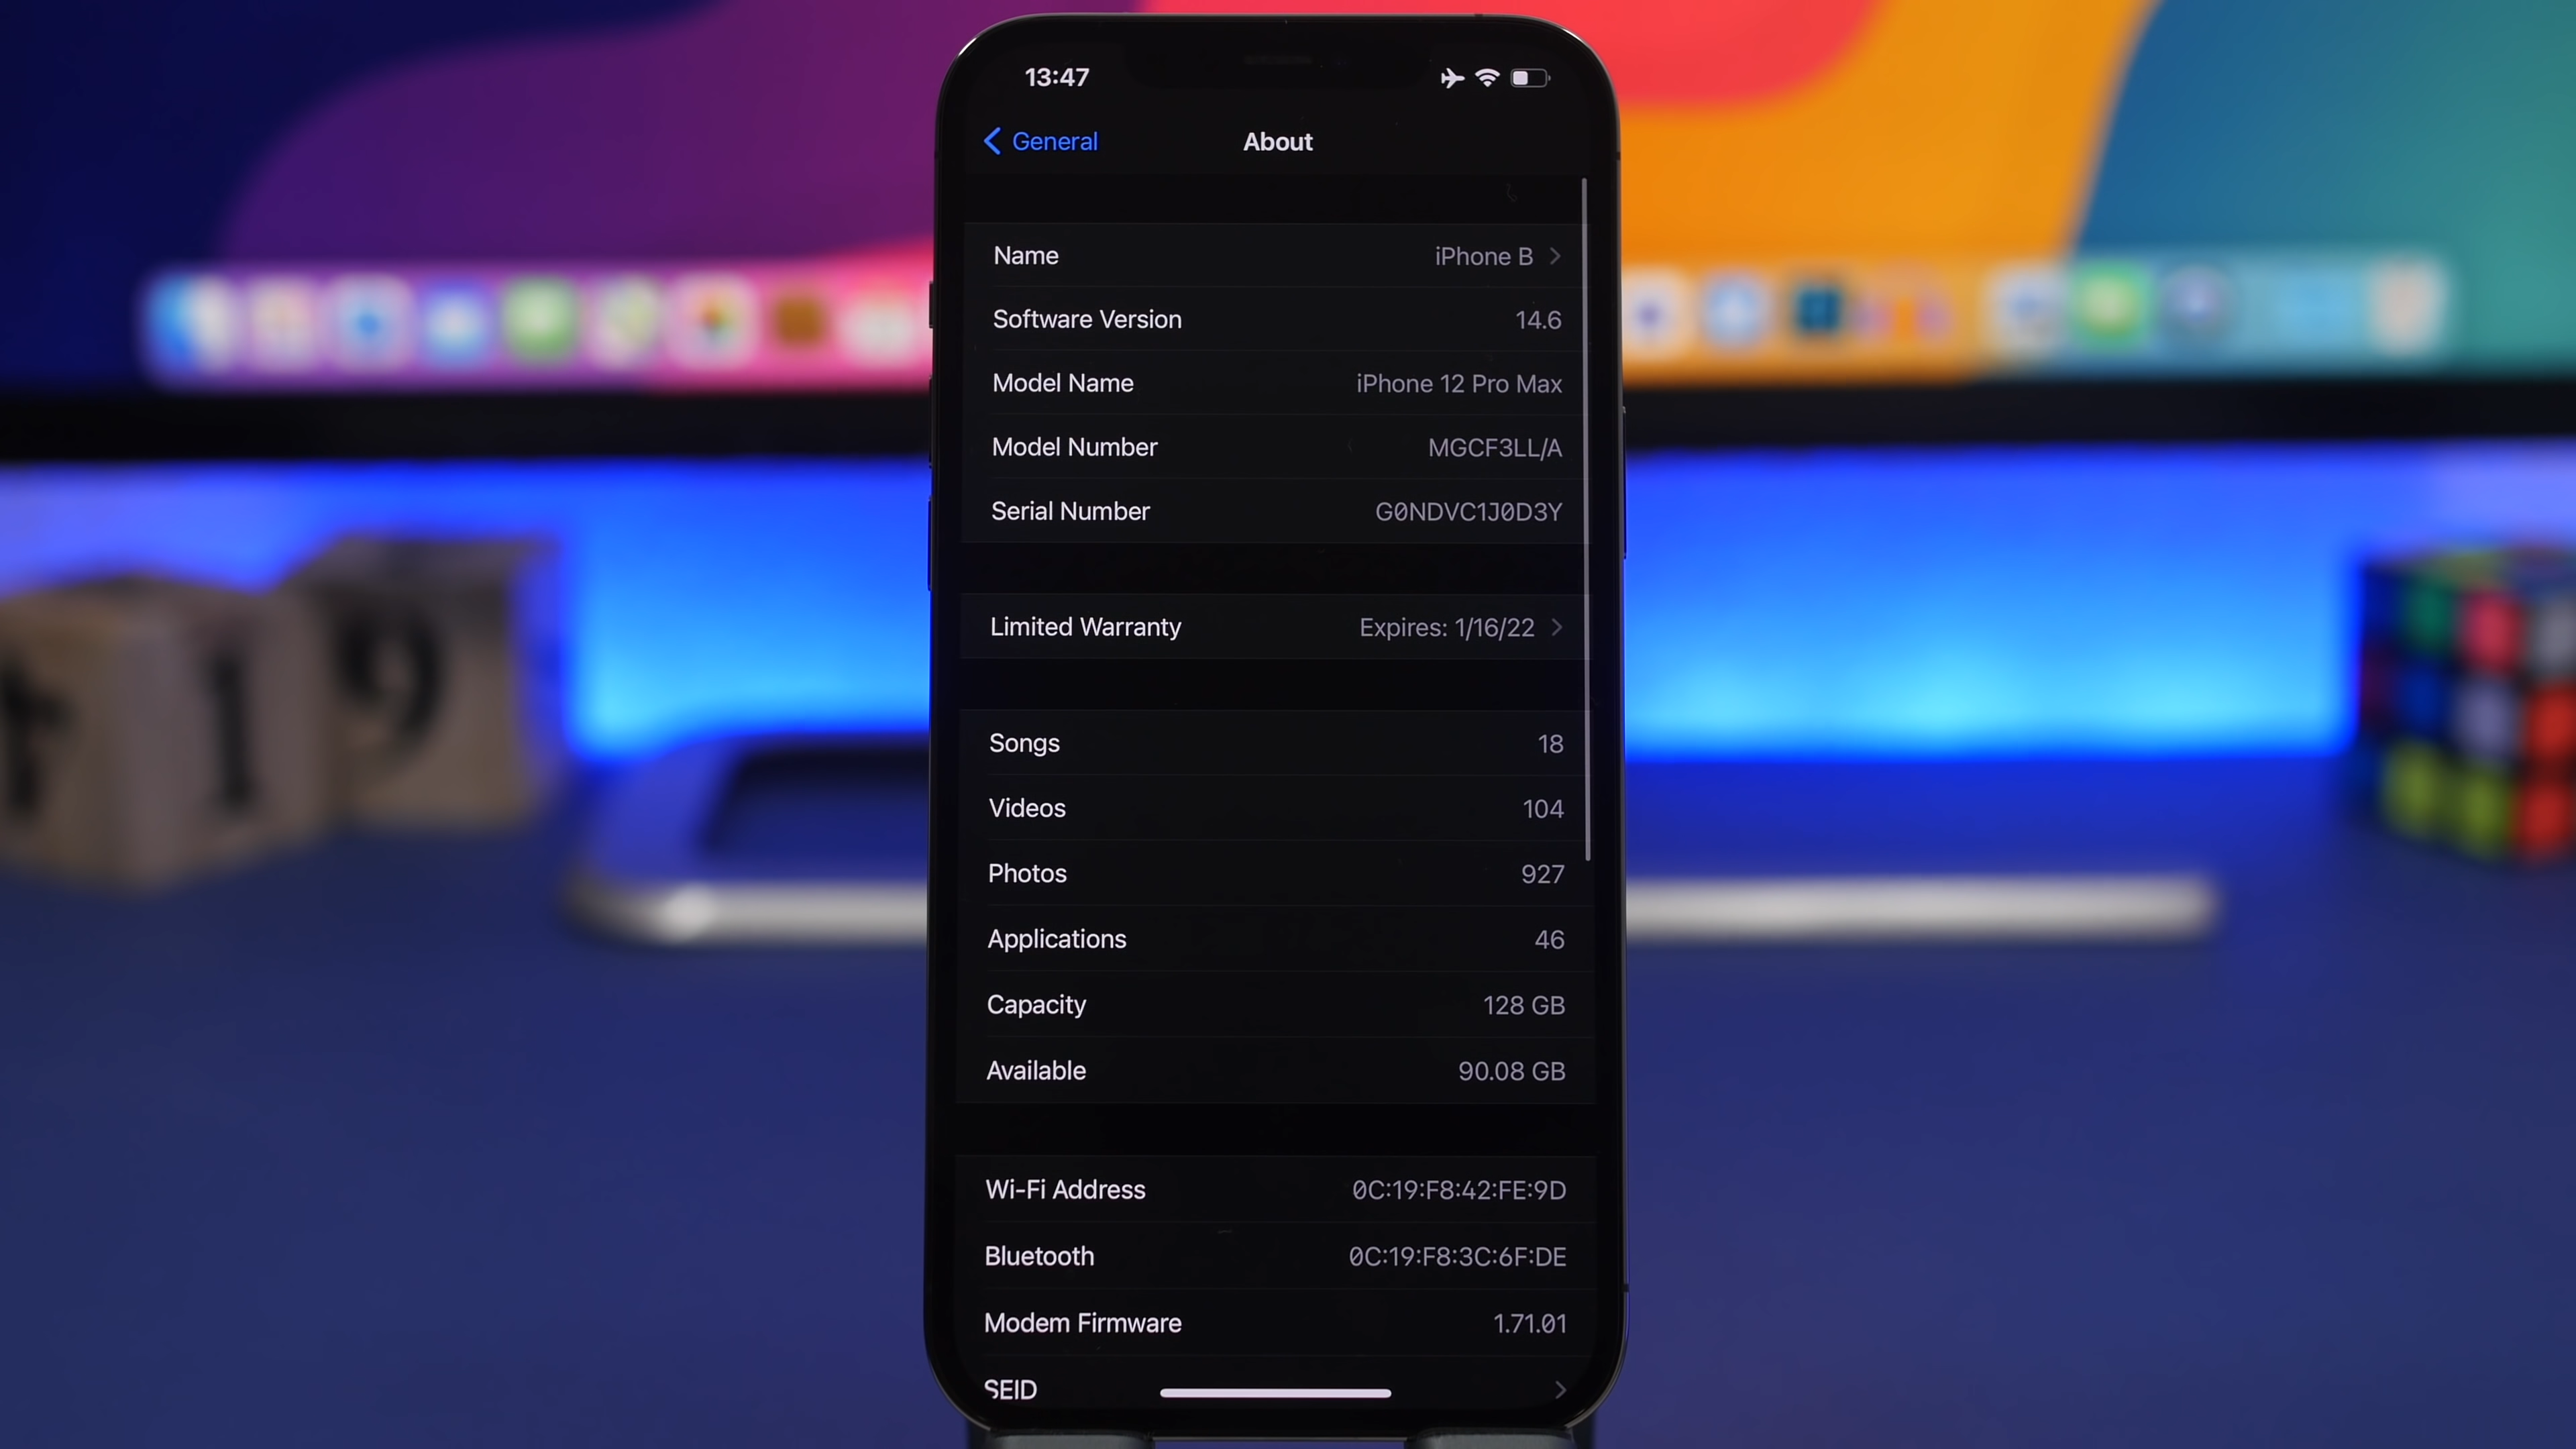 13:47
General
About
Name iPhone B
Software Version 14.6
Model Name iPhone 12 Pro Max
Model Number MGCF3LL/A
Serial Number G0NDVC1J0D3Y
Limited Warranty Expires: 1/16/22
Songs 18
Videos 104
Photos 927
Applications 46
Capacity 128 GB
Available 90.08 GB
Wi-Fi Address 0C:19:F8:42:FE:9D
Bluetooth 0C:19:F8:3C:6F:DE
Modem Firmware 1.71.01
SEID
1 9